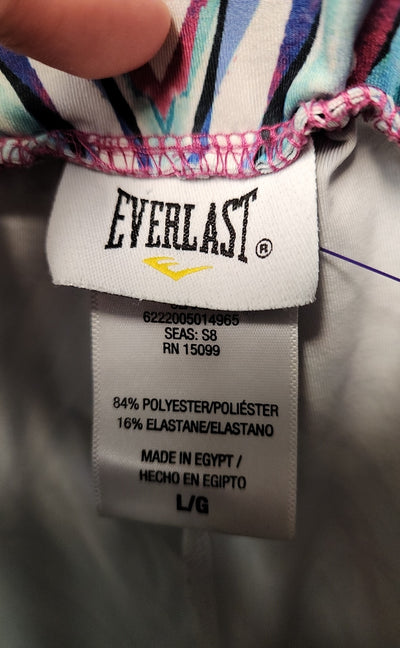 EVERLAST®
6222005014965
SEAS: S8
RN 15099
84% POLYESTER/POLIÉSTER
16% ELASTANE/ELASTANO
MADE IN EGYPT /
HECHO EN EGIPTO
L/G